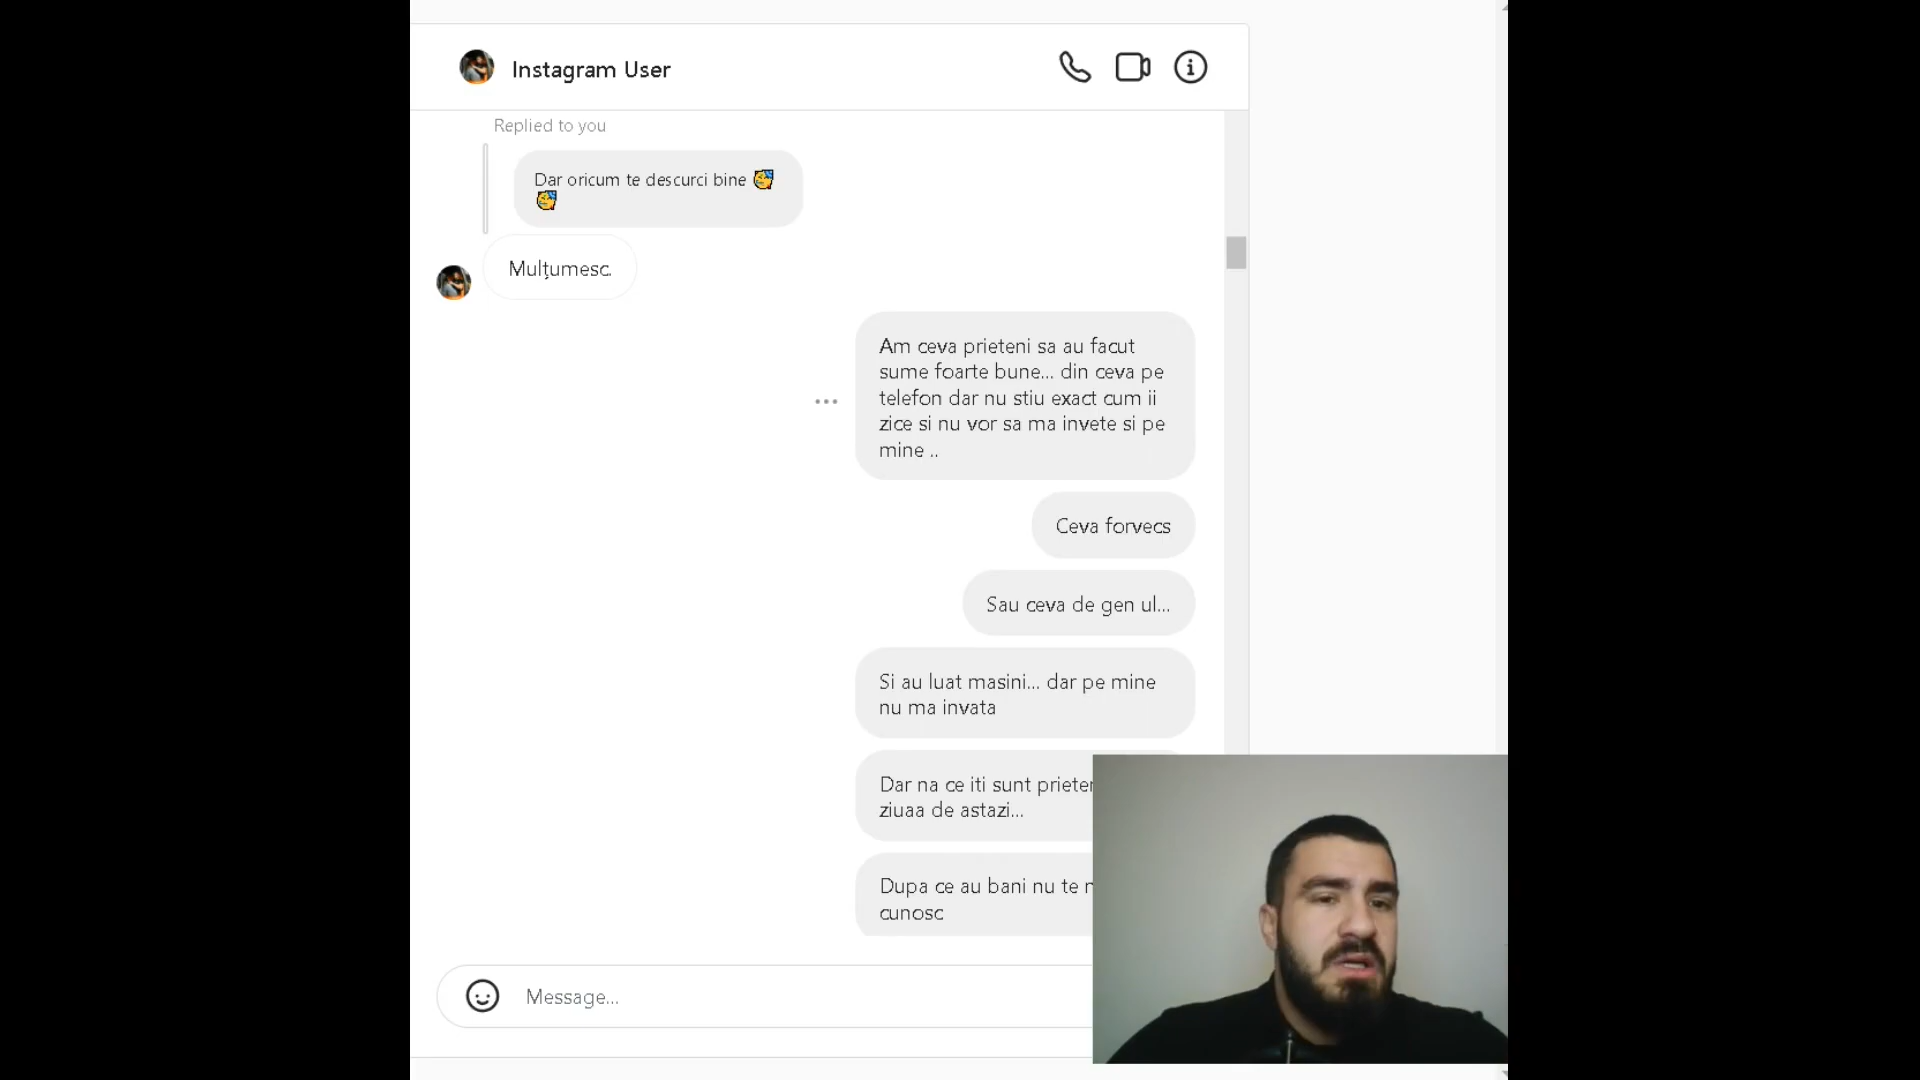 Instagram User
Replied to you
Dar oricum te descurci bine 🥳
🥳
Mulțumesc.
Am ceva prieteni sa au facut
sume foarte bune... din ceva pe
telefon dar nu stiu exact cum ii
zice si nu vor sa ma invete si pe
mine ..
Ceva forvecs
Sau ceva de gen ul...
Si au luat masini... dar pe mine
nu ma invata
Dar na ce iti sunt
ziuaa de astazi...
Dupa ce au bani nu te
cunosc
Message...